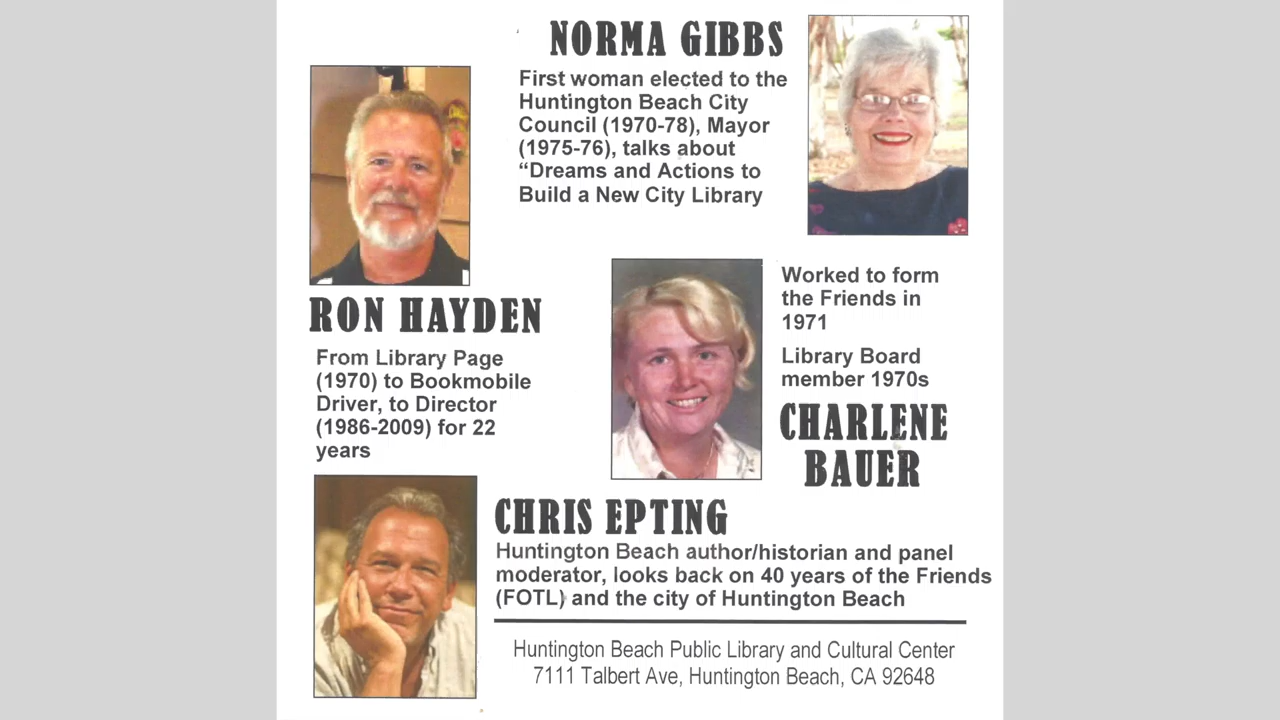 NORMA GIBBS
First woman elected to the
Huntington Beach City
Council (1970-78), Mayor
(1975-76), talks about
“Dreams and Actions to
Build a New City Library
RON HAYDEN
From Library Page
(1970) to Bookmobile
Driver, to Director
(1986-2009) for 22
years
Worked to form
the Friends in
1971
Library Board
member 1970s
CHARLENE
BAUER
CHRIS EPTING
Huntington Beach author/historian and panel
moderator, looks back on 40 years of the Friends
(FOTL) and the city of Huntington Beach
Huntington Beach Public Library and Cultural Center
7111 Talbert Ave, Huntington Beach, CA 92648